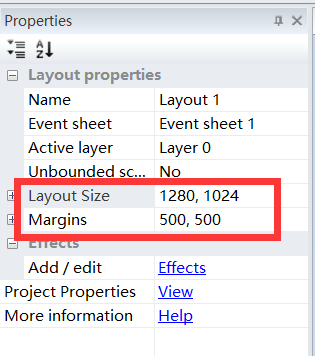 Properties
Layout properties
Name Layout 1
Event sheet Event sheet 1
Active layer Layer 0
Unbounded sc... No
Layout Size 1280, 1024
Margins 500, 500
Effects
Add / edit Effects
Project Properties View
More information Help